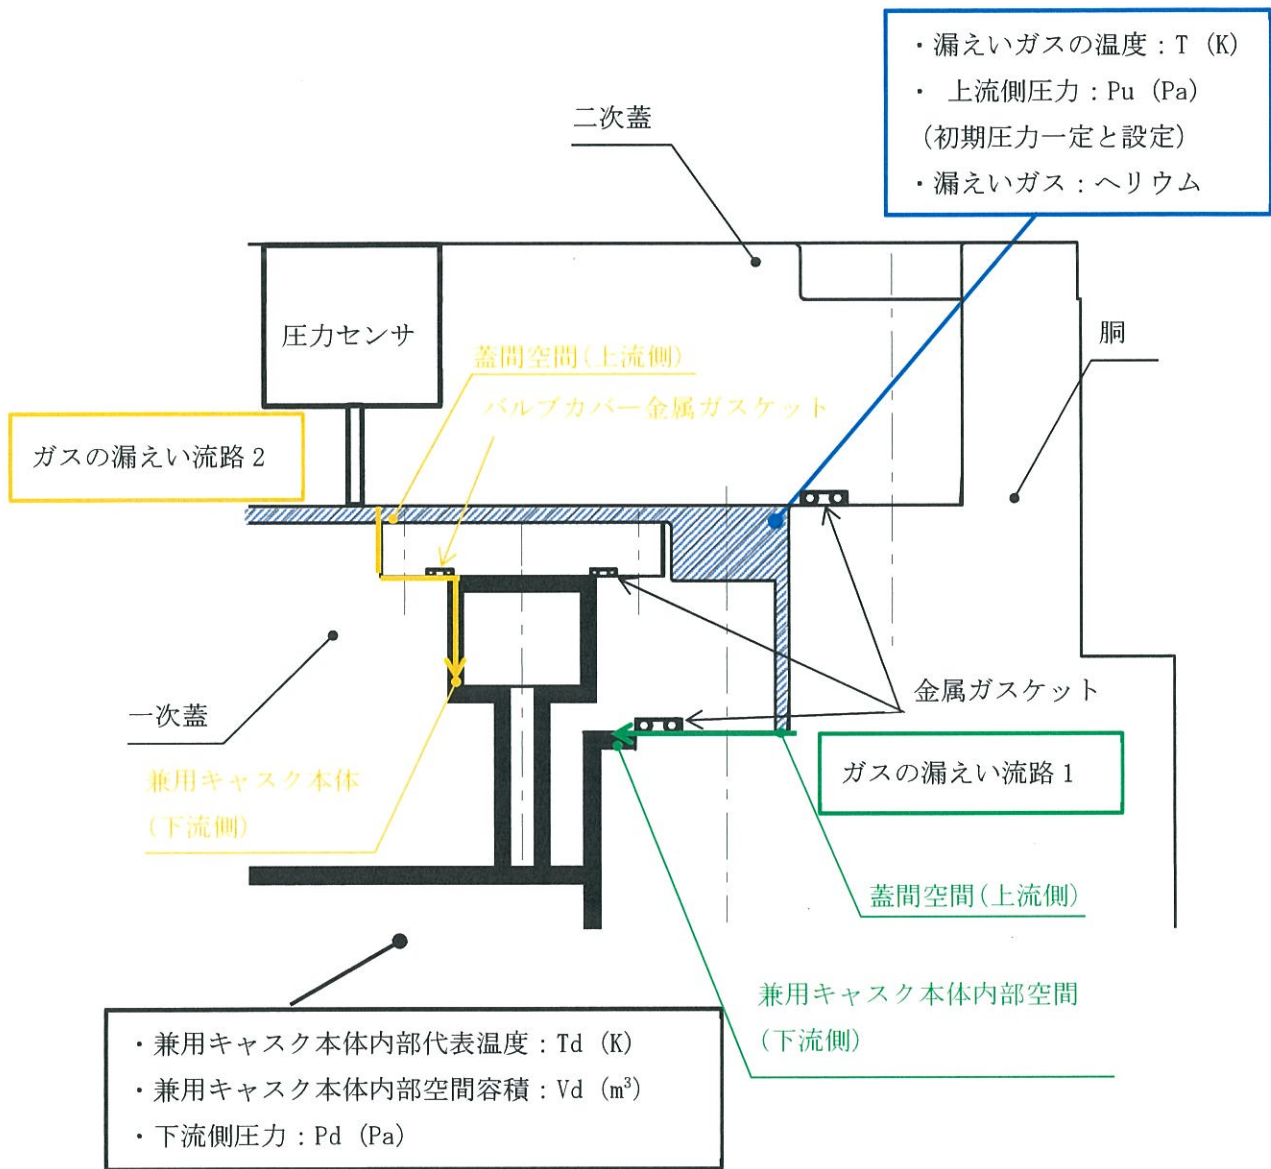 ・漏えいガスの温度：T (K)
・ 上流側圧力：Pu (Pa)
(初期圧力一定と設定)
・漏えいガス：ヘリウム
二次蓋
圧力センサ
胴
蓋間空間(上流側)
バルブカバー金属ガスケット
ガスの漏えい流路 2
金属ガスケット
一次蓋
ガスの漏えい流路 1
兼用キャスク本体
(下流側)
蓋間空間(上流側)
兼用キャスク本体内部空間
(下流側)
・兼用キャスク本体内部代表温度：Td (K)
・兼用キャスク本体内部空間容積：Vd (m³)
・下流側圧力：Pd (Pa)